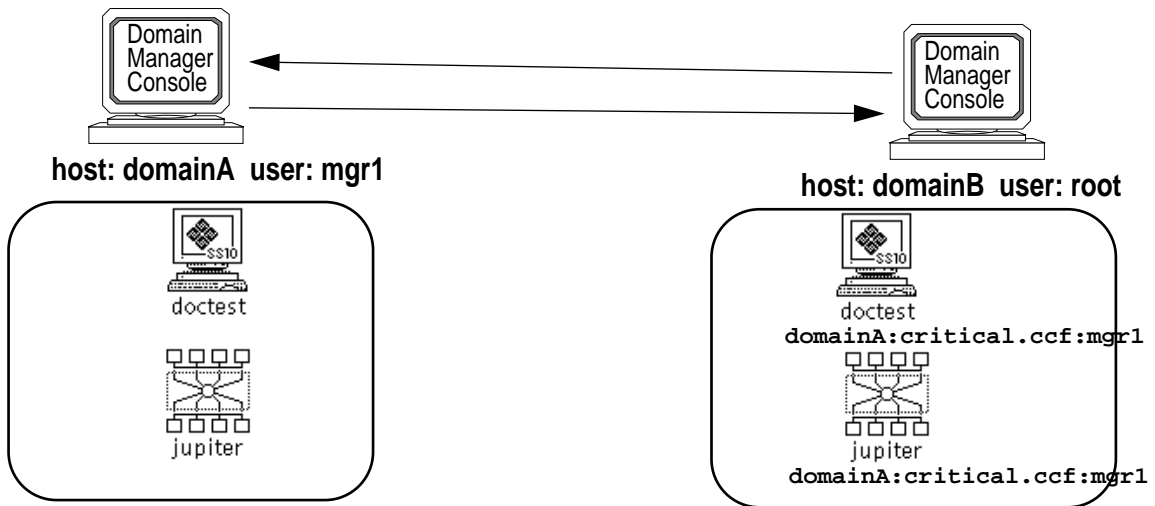 Domain
Manager
Console
Domain
Manager
Console
host: domainA user: mgr1
host: domainB user: root
SS10
doctest
jupiter
SS10
doctest
domainA:critical.ccf:mgr1
jupiter
domainA:critical.ccf:mgr1